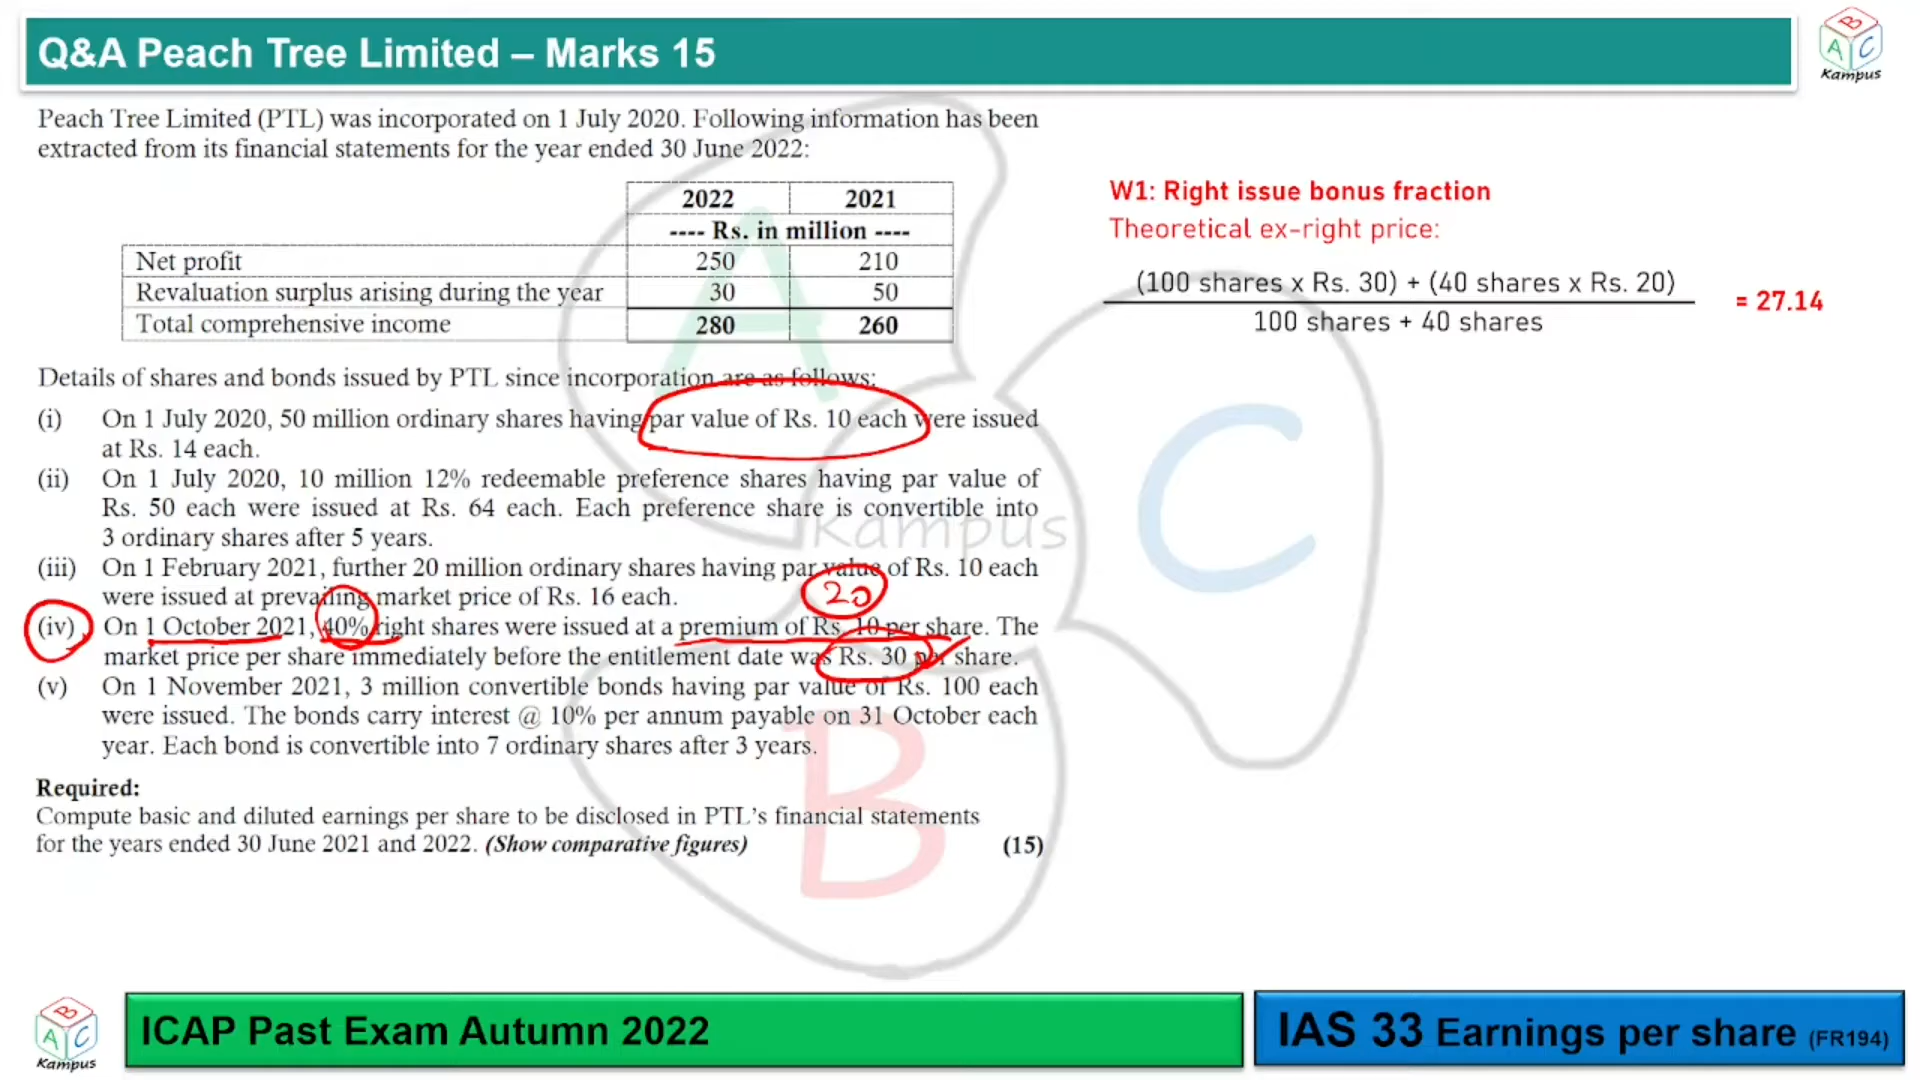 Q&A Peach Tree Limited – Marks 15
B
A C
Kampus
Peach Tree Limited (PTL) was incorporated on 1 July 2020. Following information has been
extracted from its financial statements for the year ended 30 June 2022:
2022 2021
---- Rs. in million ----
Net profit 250 210
Revaluation surplus arising during the year 30 50
Total comprehensive income 280 260
Details of shares and bonds issued by PTL since incorporation are as follows:
(i) On 1 July 2020, 50 million ordinary shares having par value of Rs. 10 each were issued
at Rs. 14 each.
(ii) On 1 July 2020, 10 million 12% redeemable preference shares having par value of
Rs. 50 each were issued at Rs. 64 each. Each preference share is convertible into
3 ordinary shares after 5 years.
(iii) On 1 February 2021, further 20 million ordinary shares having par value of Rs. 10 each
were issued at prevailing market price of Rs. 16 each.
20
(iv) On 1 October 2021, 40% right shares were issued at a premium of Rs. 10 per share. The
market price per share immediately before the entitlement date was Rs. 30 per share.
(v) On 1 November 2021, 3 million convertible bonds having par value of Rs. 100 each
were issued. The bonds carry interest @ 10% per annum payable on 31 October each
year. Each bond is convertible into 7 ordinary shares after 3 years.
Required:
Compute basic and diluted earnings per share to be disclosed in PTL's financial statements
for the years ended 30 June 2021 and 2022. (Show comparative figures) (15)
W1: Right issue bonus fraction
Theoretical ex-right price:
(100 shares x Rs. 30) + (40 shares x Rs. 20)
= 27.14
100 shares + 40 shares
A
C
Kampus
B
B
A C
Kampus
ICAP Past Exam Autumn 2022
IAS 33 Earnings per share (FR194)